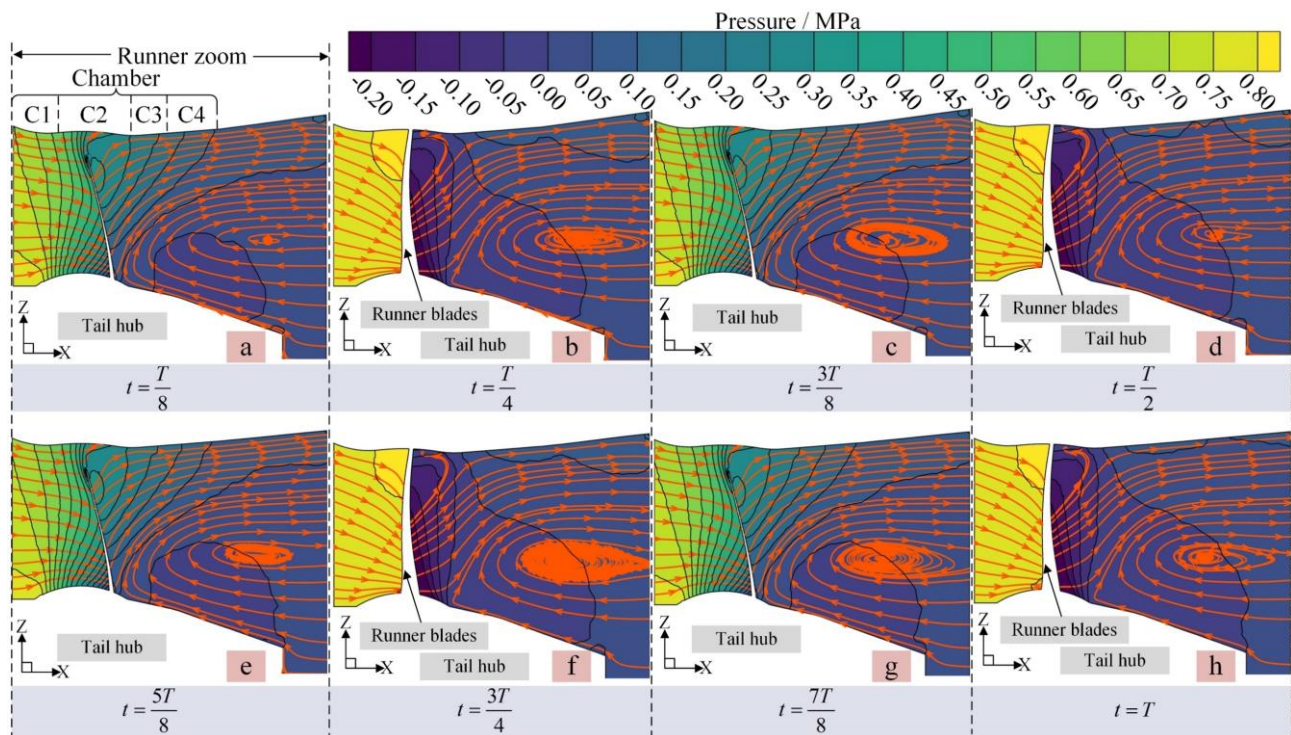 Pressure / MPa
Runner zoom
Chamber
C1 C2 C3 C4
-0.20 -0.15 -0.10 -0.05 0.00 0.05 0.10 0.15 0.20 0.25 0.30 0.35 0.40 0.45 0.50 0.55 0.60 0.65 0.70 0.75 0.80
Z X Tail hub a
Z X Runner blades Tail hub b
Z X Tail hub c
Z X Runner blades Tail hub d
t = T/8
t = T/4
t = 3T/8
t = T/2
Z X Tail hub e
Z X Runner blades Tail hub f
Z X Tail hub g
Z X Runner blades Tail hub h
t = 5T/8
t = 3T/4
t = 7T/8
t = T